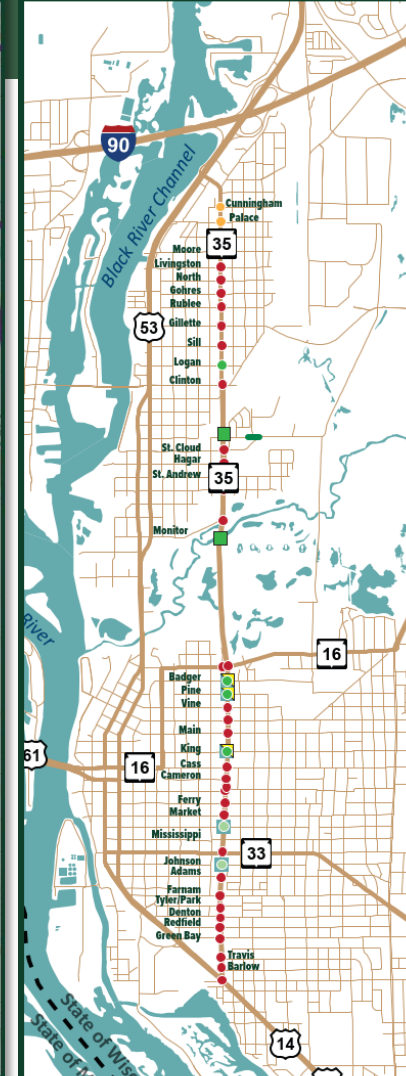 90
Black River Channel
Cunningham
Palace
35
Moore
Livingston
North
Gohres
Rublee
53
Gillette
Sill
Logan
Clinton
St. Cloud
Hagar
35
St. Andrew
Monitor
River
16
Badger
Pine
Vine
Main
King
61
16
Cass
Cameron
Ferry
Market
Mississippi
33
Johnson
Adams
Farnam
Tyler/Park
Denton
Redfield
Green Bay
Travis
Barlow
State of Wisc
State of
14